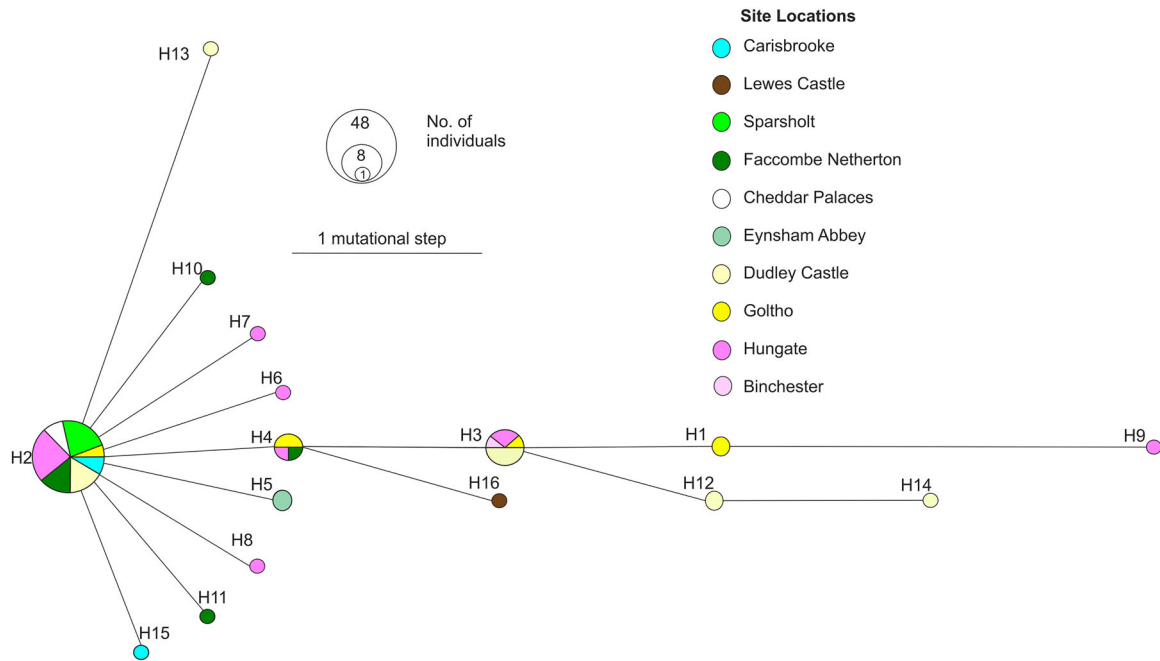 Site Locations
Carisbrooke
Lewes Castle
Sparsholt
Faccombe Netherton
Cheddar Palaces
Eynsham Abbey
Dudley Castle
Goltho
Hungate
Binchester
No. of
individuals
48
8
1
1 mutational step
H13
H10
H7
H6
H4
H3
H1
H9
H2
H5
H16
H12
H14
H8
H11
H15